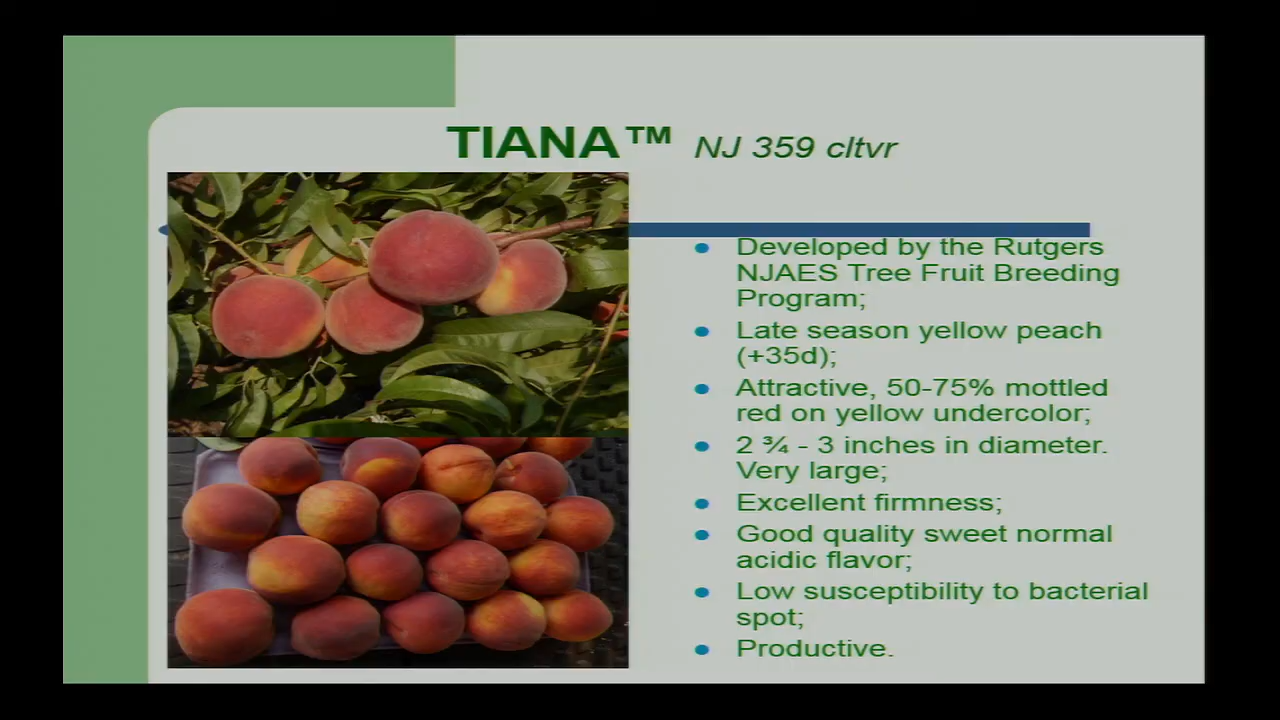 TIANA™ NJ 359 cltvr
Developed by the Rutgers
NJAES Tree Fruit Breeding
Program;
Late season yellow peach
(+35d);
Attractive, 50-75% mottled
red on yellow undercolor;
2 ¾ - 3 inches in diameter.
Very large;
Excellent firmness;
Good quality sweet normal
acidic flavor;
Low susceptibility to bacterial
spot;
Productive.